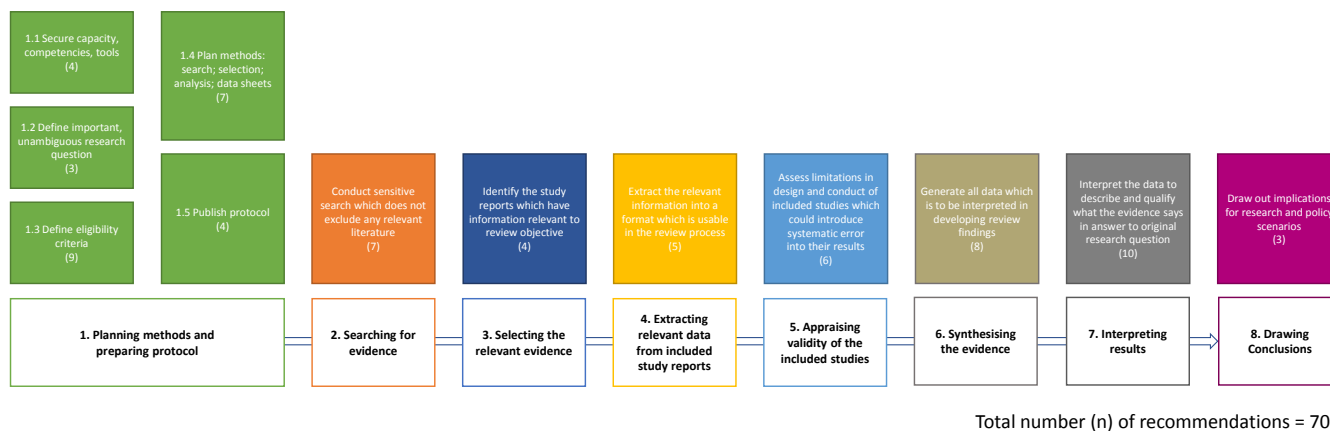 1.1 Secure capacity,
competencies, tools
(4)
1.2 Define important,
unambiguous research
question
(3)
1.3 Define eligibility
criteria
(9)
1.4 Plan methods:
search; selection;
analysis; data sheets
(7)
1.5 Publish protocol
(4)
Conduct sensitive
search which does not
exclude any relevant
literature
(7)
Identify the study
reports which have
information relevant to
review objective
(4)
Extract the relevant
information into a
format which is usable
in the review process
(5)
Assess limitations in
design and conduct of
included studies which
could introduce
systematic error
into their results
(6)
Generate all data which
is to be interpreted in
developing review
findings
(8)
Interpret the data to
describe and qualify
what the evidence says
in answer to original
research question
(10)
Draw out implications
for research and policy
scenarios
(3)
1. Planning methods and
preparing protocol
2. Searching for
evidence
3. Selecting the
relevant evidence
4. Extracting
relevant data
from included
study reports
5. Appraising
validity of the
included studies
6. Synthesising
the evidence
7. Interpreting
results
8. Drawing
Conclusions
Total number (n) of recommendations = 70